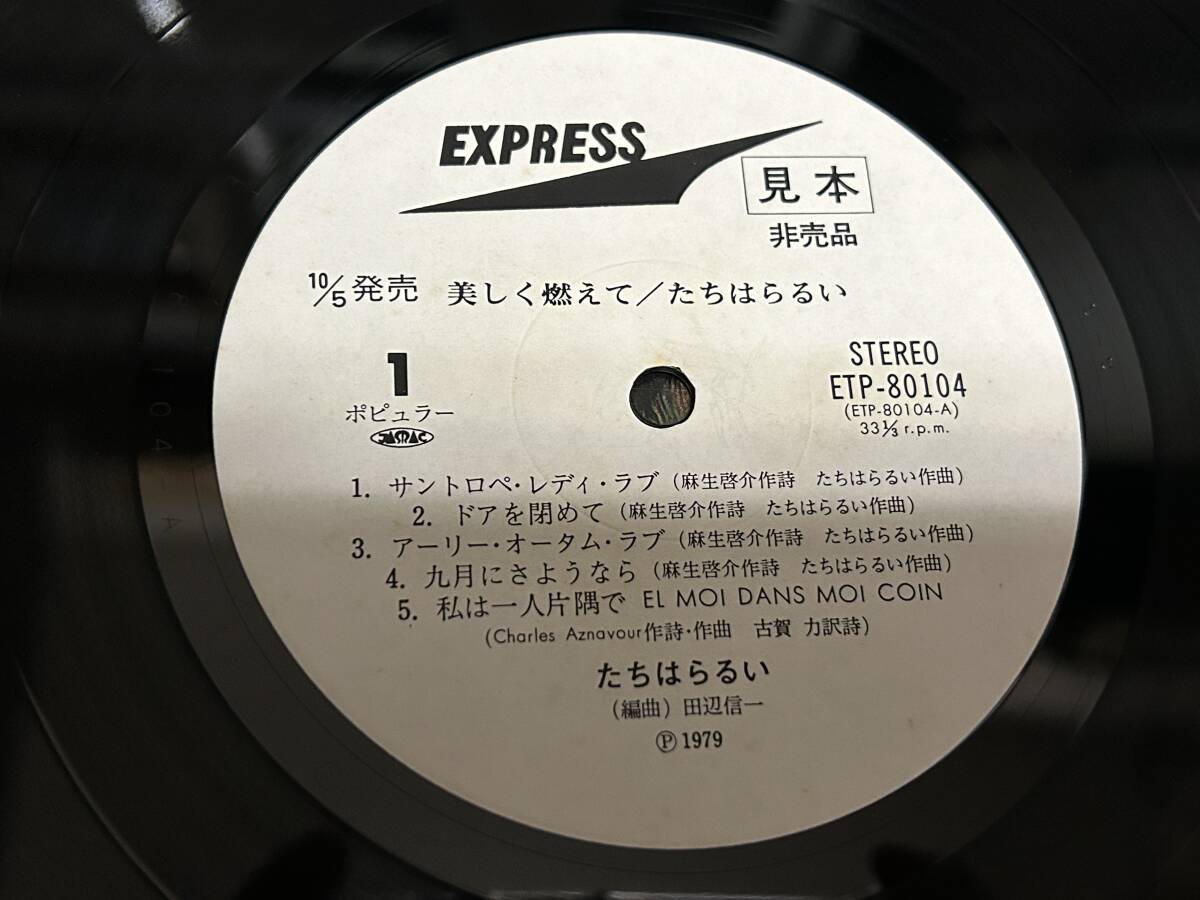 EXPRESS
見本
非売品
10/5発売 美しく燃えて/たちはらるい
1
ポピュラー
JASRAC
STEREO
ETP-80104
(ETP-80104-A)
33 1/3 r.p.m.
1. サントロペ・レディ・ラブ (麻生啓介作詩 たちはらるい作曲)
2. ドアを閉めて (麻生啓介作詩 たちはらるい作曲)
3. アーリー・オータム・ラブ (麻生啓介作詩 たちはらるい作曲)
4. 九月にさようなら (麻生啓介作詩 たちはらるい作曲)
5. 私は一人片隅で EL MOI DANS MOI COIN
(Charles Aznavour作詩・作曲 古賀 力訳詩)
たちはらるい
(編曲) 田辺信一
Ⓟ 1979